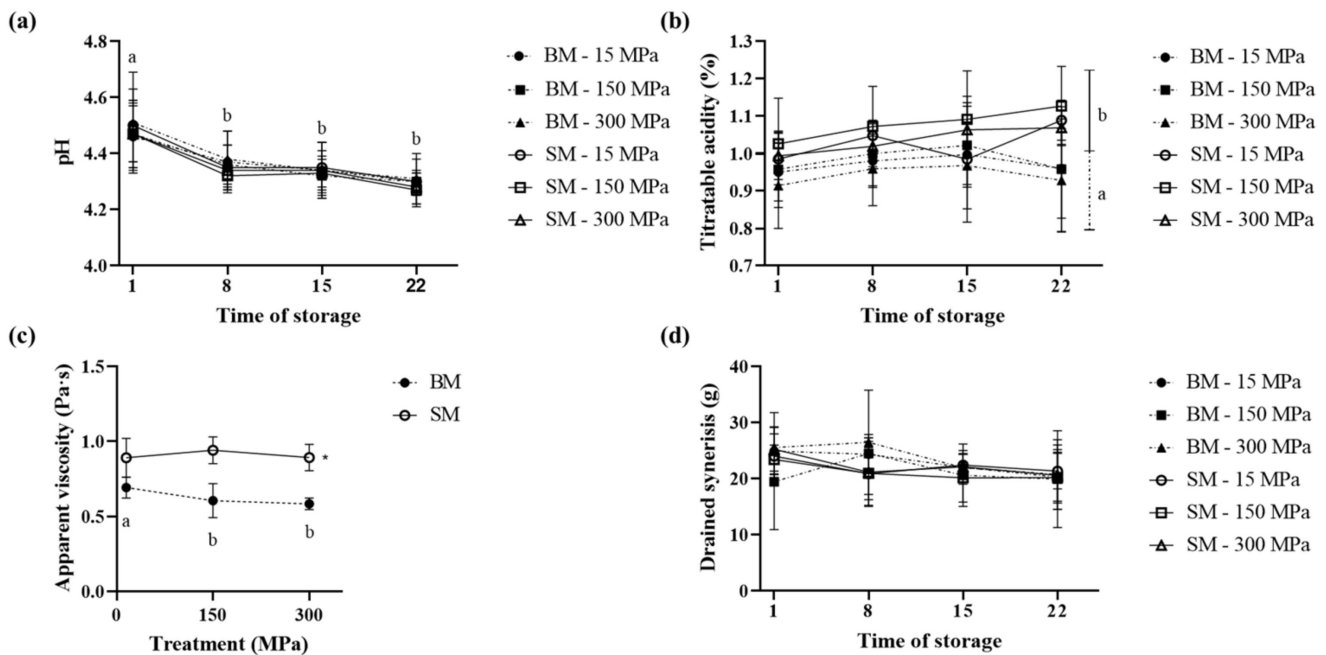 (a)
4.8
4.6
4.4
4.2
4.0
pH
a
b
b
b
1
8
15
22
Time of storage
BM - 15 MPa
BM - 150 MPa
BM - 300 MPa
SM - 15 MPa
SM - 150 MPa
SM - 300 MPa
(b)
1.3
1.2
1.1
1.0
0.9
0.8
0.7
Titratable acidity (%)
1
8
15
22
Time of storage
b
a
BM - 15 MPa
BM - 150 MPa
BM - 300 MPa
SM - 15 MPa
SM - 150 MPa
SM - 300 MPa
(c)
1.5
1.0
0.5
0.0
Apparent viscosity (Pa·s)
*
a
b
b
0
150
300
Treatment (MPa)
BM
SM
(d)
40
30
20
10
0
Drained synerisis (g)
1
8
15
22
Time of storage
BM - 15 MPa
BM - 150 MPa
BM - 300 MPa
SM - 15 MPa
SM - 150 MPa
SM - 300 MPa